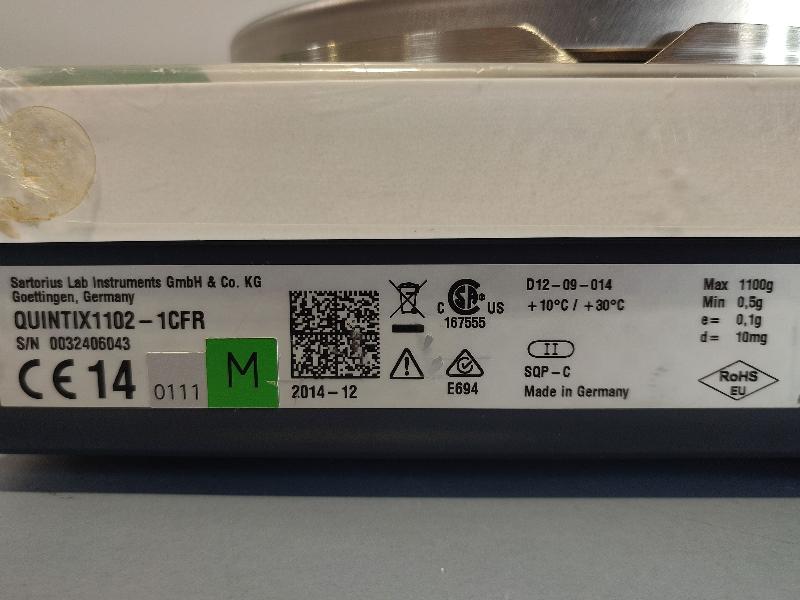 Sartorius Lab Instruments GmbH & Co. KG
Goettingen, Germany
QUINTIX1102-1CFR
S/N 0032406043
CE 14
0111
M
2014-12
C SA US
167555
E694
D12-09-014
+10°C / +30°C
II
SQP-C
Made in Germany
Max 1100g
Min 0,5g
e= 0,1g
d= 10mg
RoHS
EU